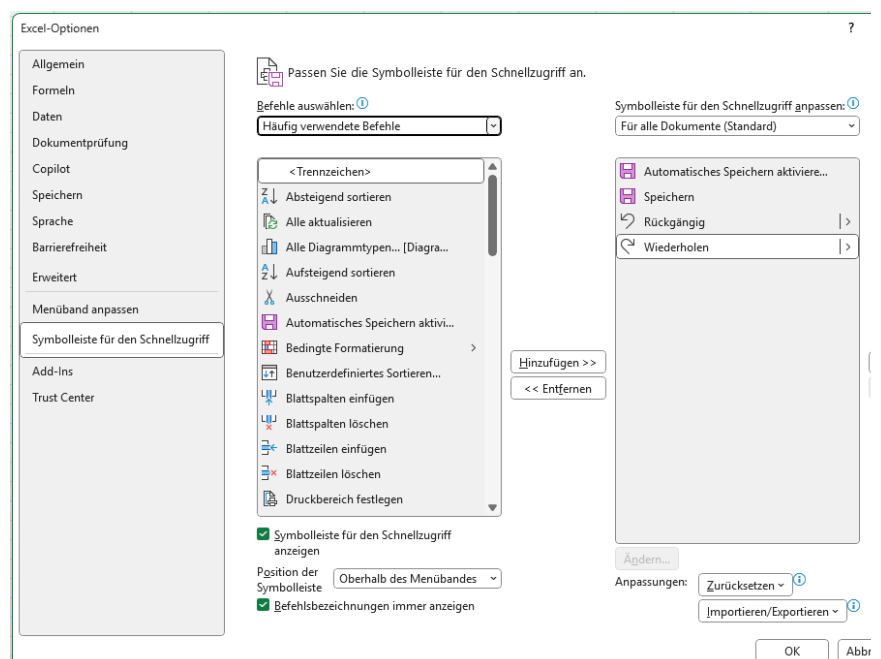 Excel-Optionen
?
Allgemein
Formeln
Daten
Dokumentprüfung
Copilot
Speichern
Sprache
Barrierefreiheit
Erweitert
Menüband anpassen
Symbolleiste für den Schnellzugriff
Add-Ins
Trust Center
Passen Sie die Symbolleiste für den Schnellzugriff an.
Befehle auswählen:
Häufig verwendete Befehle
<Trennzeichen>
Absteigend sortieren
Alle aktualisieren
Alle Diagrammtypen... [Diagra...
Aufsteigend sortieren
Ausschneiden
Automatisches Speichern aktivi...
Bedingte Formatierung
Benutzerdefiniertes Sortieren...
Blattspalten einfügen
Blattspalten löschen
Blattzeilen einfügen
Blattzeilen löschen
Druckbereich festlegen
Symbolleiste für den Schnellzugriff
anzeigen
Position der
Symbolleiste
Oberhalb des Menübandes
Befehlsbezeichnungen immer anzeigen
Hinzufügen >>
<< Entfernen
Symbolleiste für den Schnellzugriff anpassen:
Für alle Dokumente (Standard)
Automatisches Speichern aktiviere...
Speichern
Rückgängig
Wiederholen
Ändern...
Anpassungen:
Zurücksetzen
Importieren/Exportieren
OK
Abbr